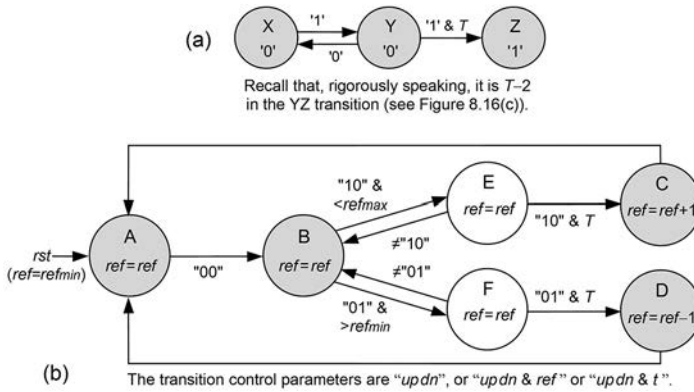 (a)
X
'0'
'1'
'0'
Y
'0'
'1' & T
Z
'1'
Recall that, rigorously speaking, it is T–2
in the YZ transition (see Figure 8.16(c)).
(b)
rst
(ref=refmin)
A
ref=ref
"00"
B
ref=ref
"10" &
<refmax
≠"10"
≠"01"
"01" &
>refmin
E
ref=ref
"10" & T
C
ref=ref+1
F
ref=ref
"01" & T
D
ref=ref–1
The transition control parameters are “updn”, or “updn & ref” or “updn & t”.